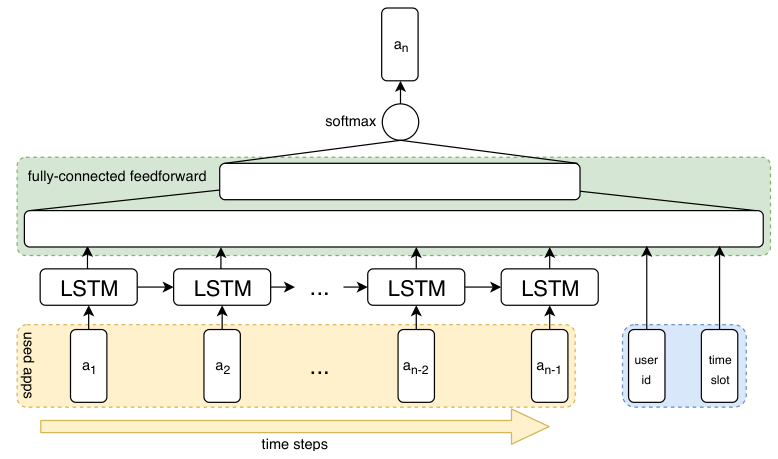 aₙ
softmax
fully-connected feedforward
LSTM LSTM ... LSTM LSTM
used apps
a₁ a₂ ... aₙ₋₂ aₙ₋₁
user
id
time
slot
time steps